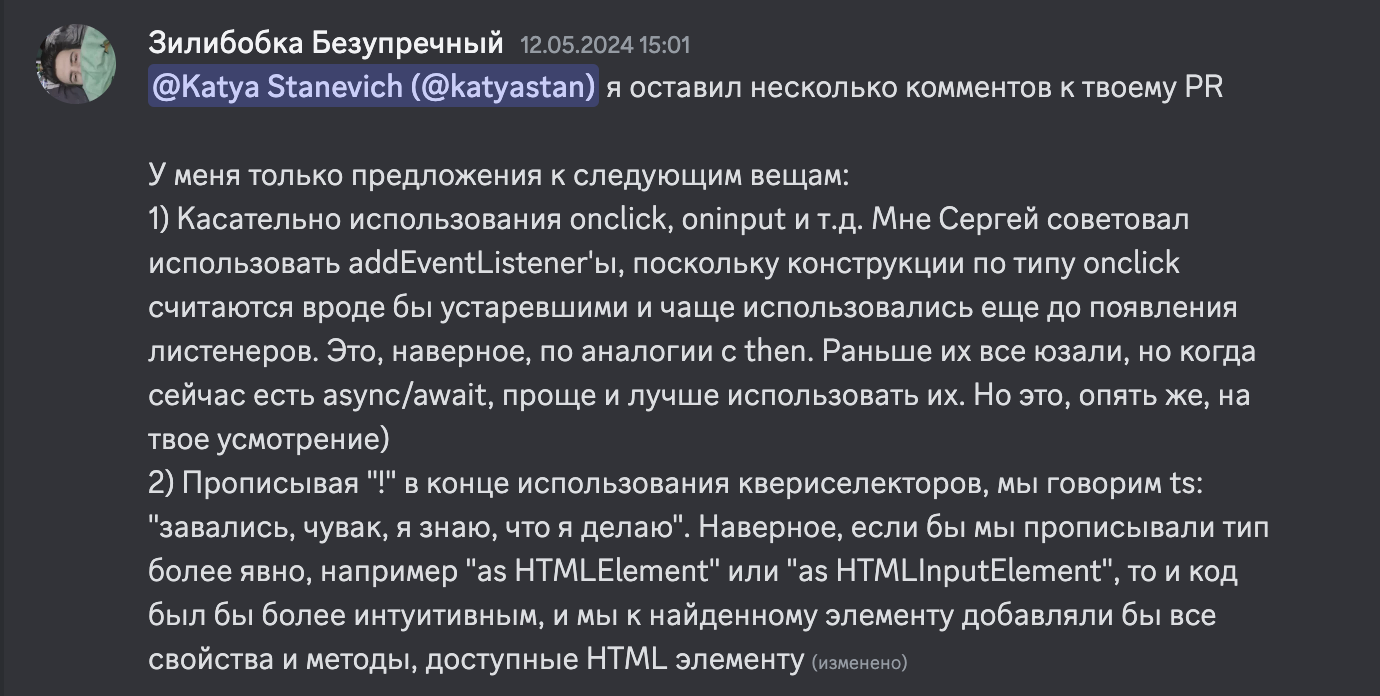 Зилибобка Безупречный 12.05.2024 15:01
@Katya Stanevich (@katyastan) я оставил несколько комментов к твоему PR
У меня только предложения к следующим вещам:
1) Касательно использования onclick, oninput и т.д. Мне Сергей советовал
использовать addEventListener'ы, поскольку конструкции по типу onclick
считаются вроде бы устаревшими и чаще использовались еще до появления
листенеров. Это, наверное, по аналогии с then. Раньше их все юзали, но когда
сейчас есть async/await, проще и лучше использовать их. Но это, опять же, на
твое усмотрение)
2) Прописывая "!" в конце использования квериселекторов, мы говорим ts:
"завались, чувак, я знаю, что я делаю". Наверное, если бы мы прописывали тип
более явно, например "as HTMLElement" или "as HTMLInputElement", то и код
был бы более интуитивным, и мы к найденному элементу добавляли бы все
свойства и методы, доступные HTML элементу (изменено)